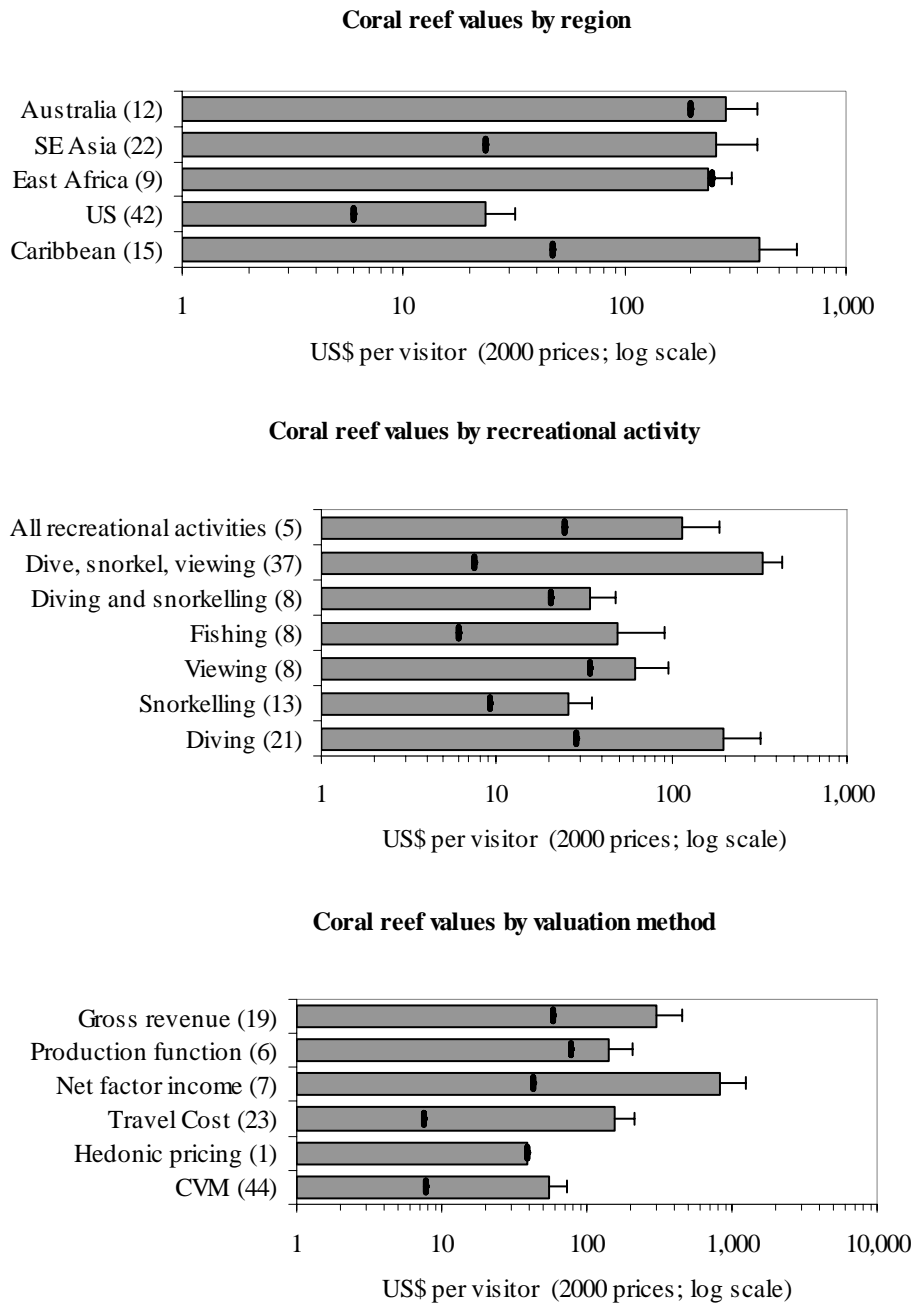 Coral reef values by region
Australia (12)
SE Asia (22)
East Africa (9)
US (42)
Caribbean (15)
1 10 100 1,000
US$ per visitor (2000 prices; log scale)
Coral reef values by recreational activity
All recreational activities (5)
Dive, snorkel, viewing (37)
Diving and snorkelling (8)
Fishing (8)
Viewing (8)
Snorkelling (13)
Diving (21)
1 10 100 1,000
US$ per visitor (2000 prices; log scale)
Coral reef values by valuation method
Gross revenue (19)
Production function (6)
Net factor income (7)
Travel Cost (23)
Hedonic pricing (1)
CVM (44)
1 10 100 1,000 10,000
US$ per visitor (2000 prices; log scale)